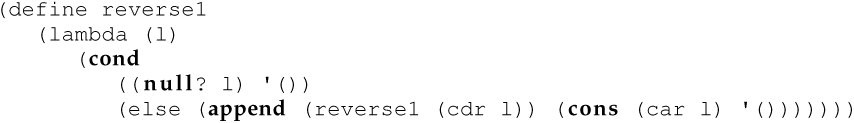 (define reverse1
(lambda (l)
(cond
((null? l) '())
(else (append (reverse1 (cdr l)) (cons (car l) '()))))))